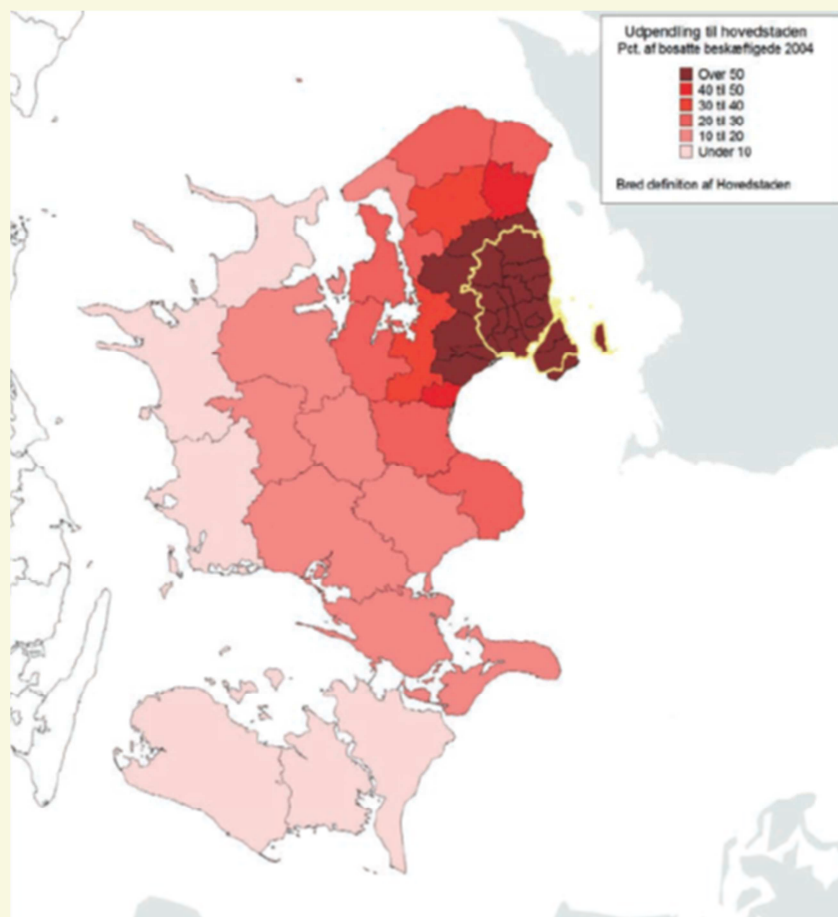 Udpendling til hovedstaden
Pct. af bosatte beskæftigede 2004
Over 50
40 til 50
30 til 40
20 til 30
10 til 20
Under 10
Bred definition af Hovedstaden